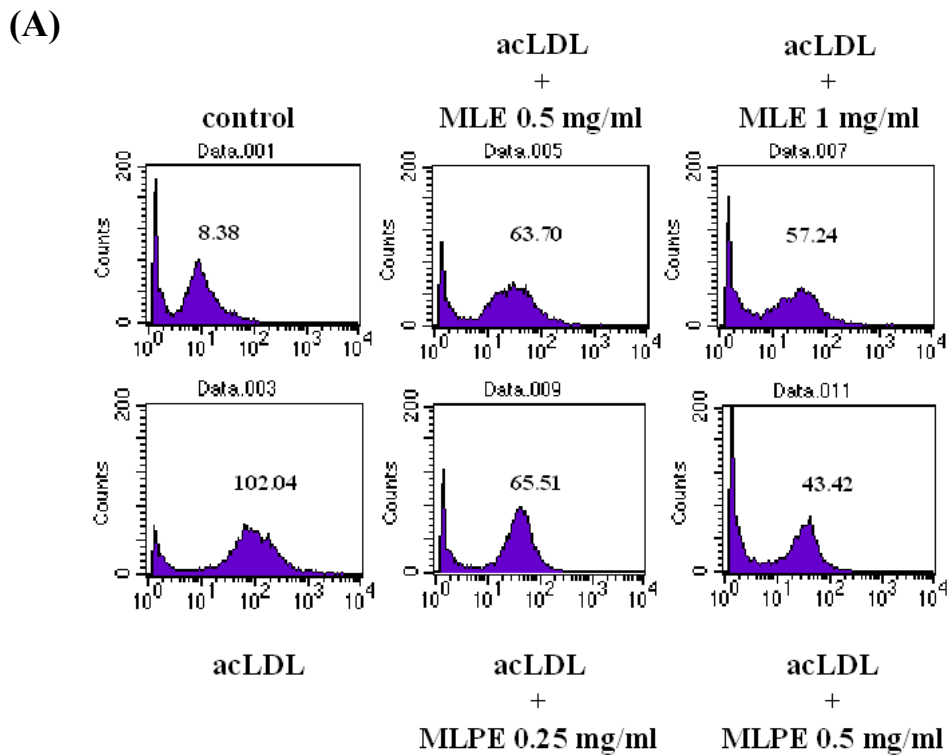 (A)
control
acLDL
+
MLE 0.5 mg/ml
acLDL
+
MLE 1 mg/ml
Data.001
200
Counts
0
8.38
10^0 10^1 10^2 10^3 10^4
Data.005
200
Counts
0
63.70
10^0 10^1 10^2 10^3 10^4
Data.007
200
Counts
0
57.24
10^0 10^1 10^2 10^3 10^4
Data.003
200
Counts
0
102.04
10^0 10^1 10^2 10^3 10^4
Data.009
200
Counts
0
65.51
10^0 10^1 10^2 10^3 10^4
Data.011
200
Counts
0
43.42
10^0 10^1 10^2 10^3 10^4
acLDL
acLDL
+
MLPE 0.25 mg/ml
acLDL
+
MLPE 0.5 mg/ml